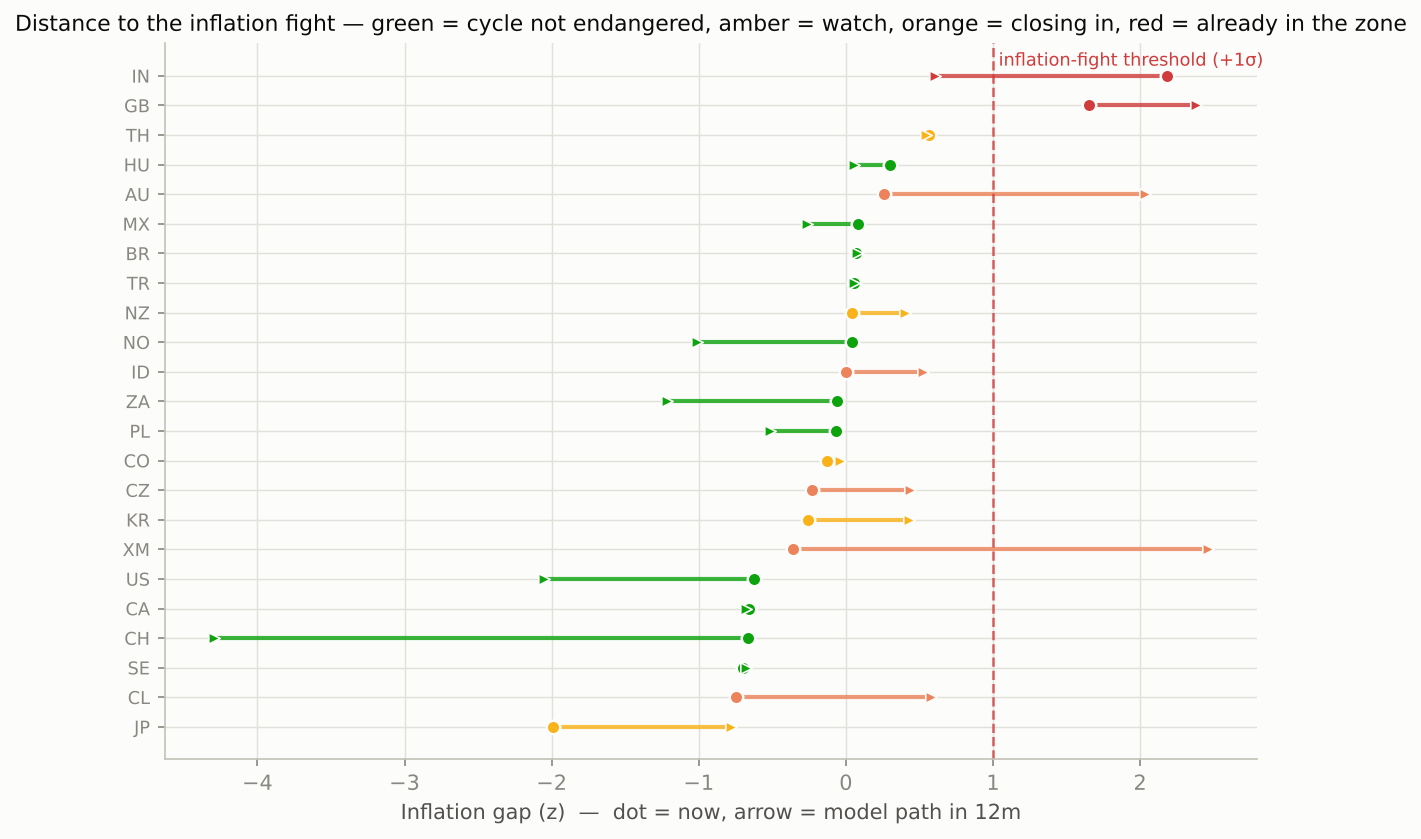 Distance to the inflation fight — green = cycle not endangered, amber = watch, orange = closing in, red = already in the zone
inflation-fight threshold (+1σ)
IN
GB
TH
HU
AU
MX
BR
TR
NZ
NO
ID
ZA
PL
CO
CZ
KR
XM
US
CA
CH
SE
CL
JP
−4 −3 −2 −1 0 1 2
Inflation gap (z) — dot = now, arrow = model path in 12m